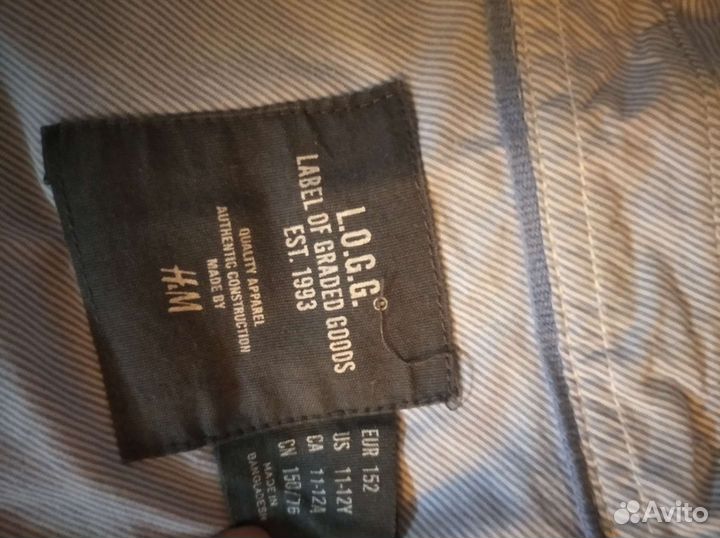 L.O.G.G.®
LABEL OF GRADED GOODS
EST. 1993
QUALITY APPAREL
AUTHENTIC CONSTRUCTION
MADE BY
H&M
EUR 152
US 11-12Y
CA 11-12A
CN 150/76
MADE IN
BANGLADESH
Avito